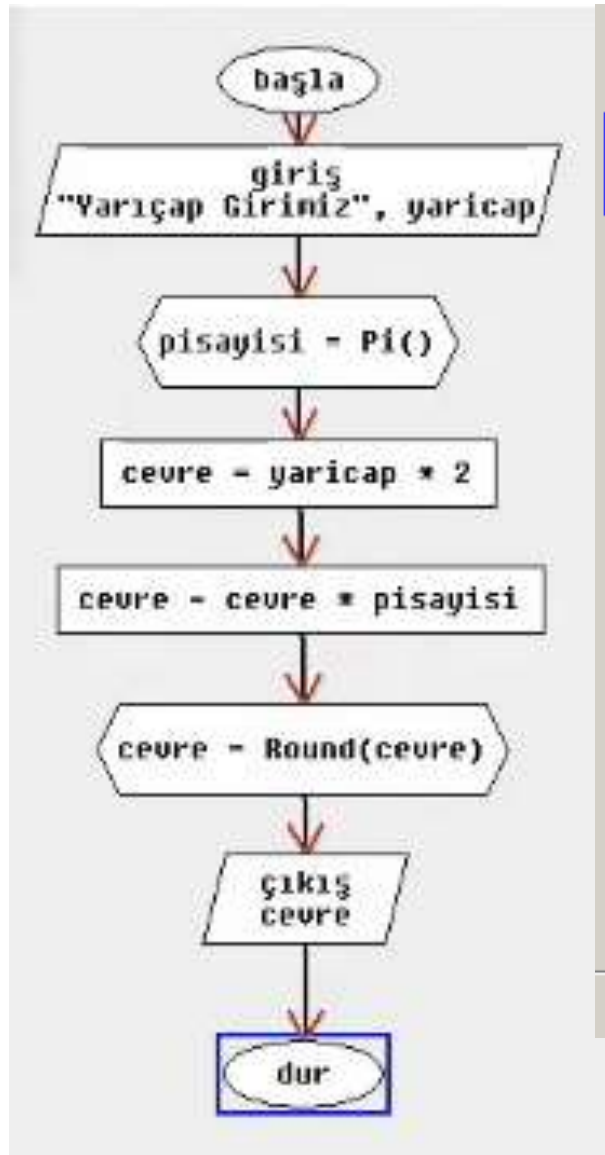 başla
giriş
"Yarıçap Giriniz", yaricap
pisayisi = Pi()
cevre = yaricap * 2
cevre = cevre * pisayisi
cevre = Round(cevre)
çıkış
cevre
dur